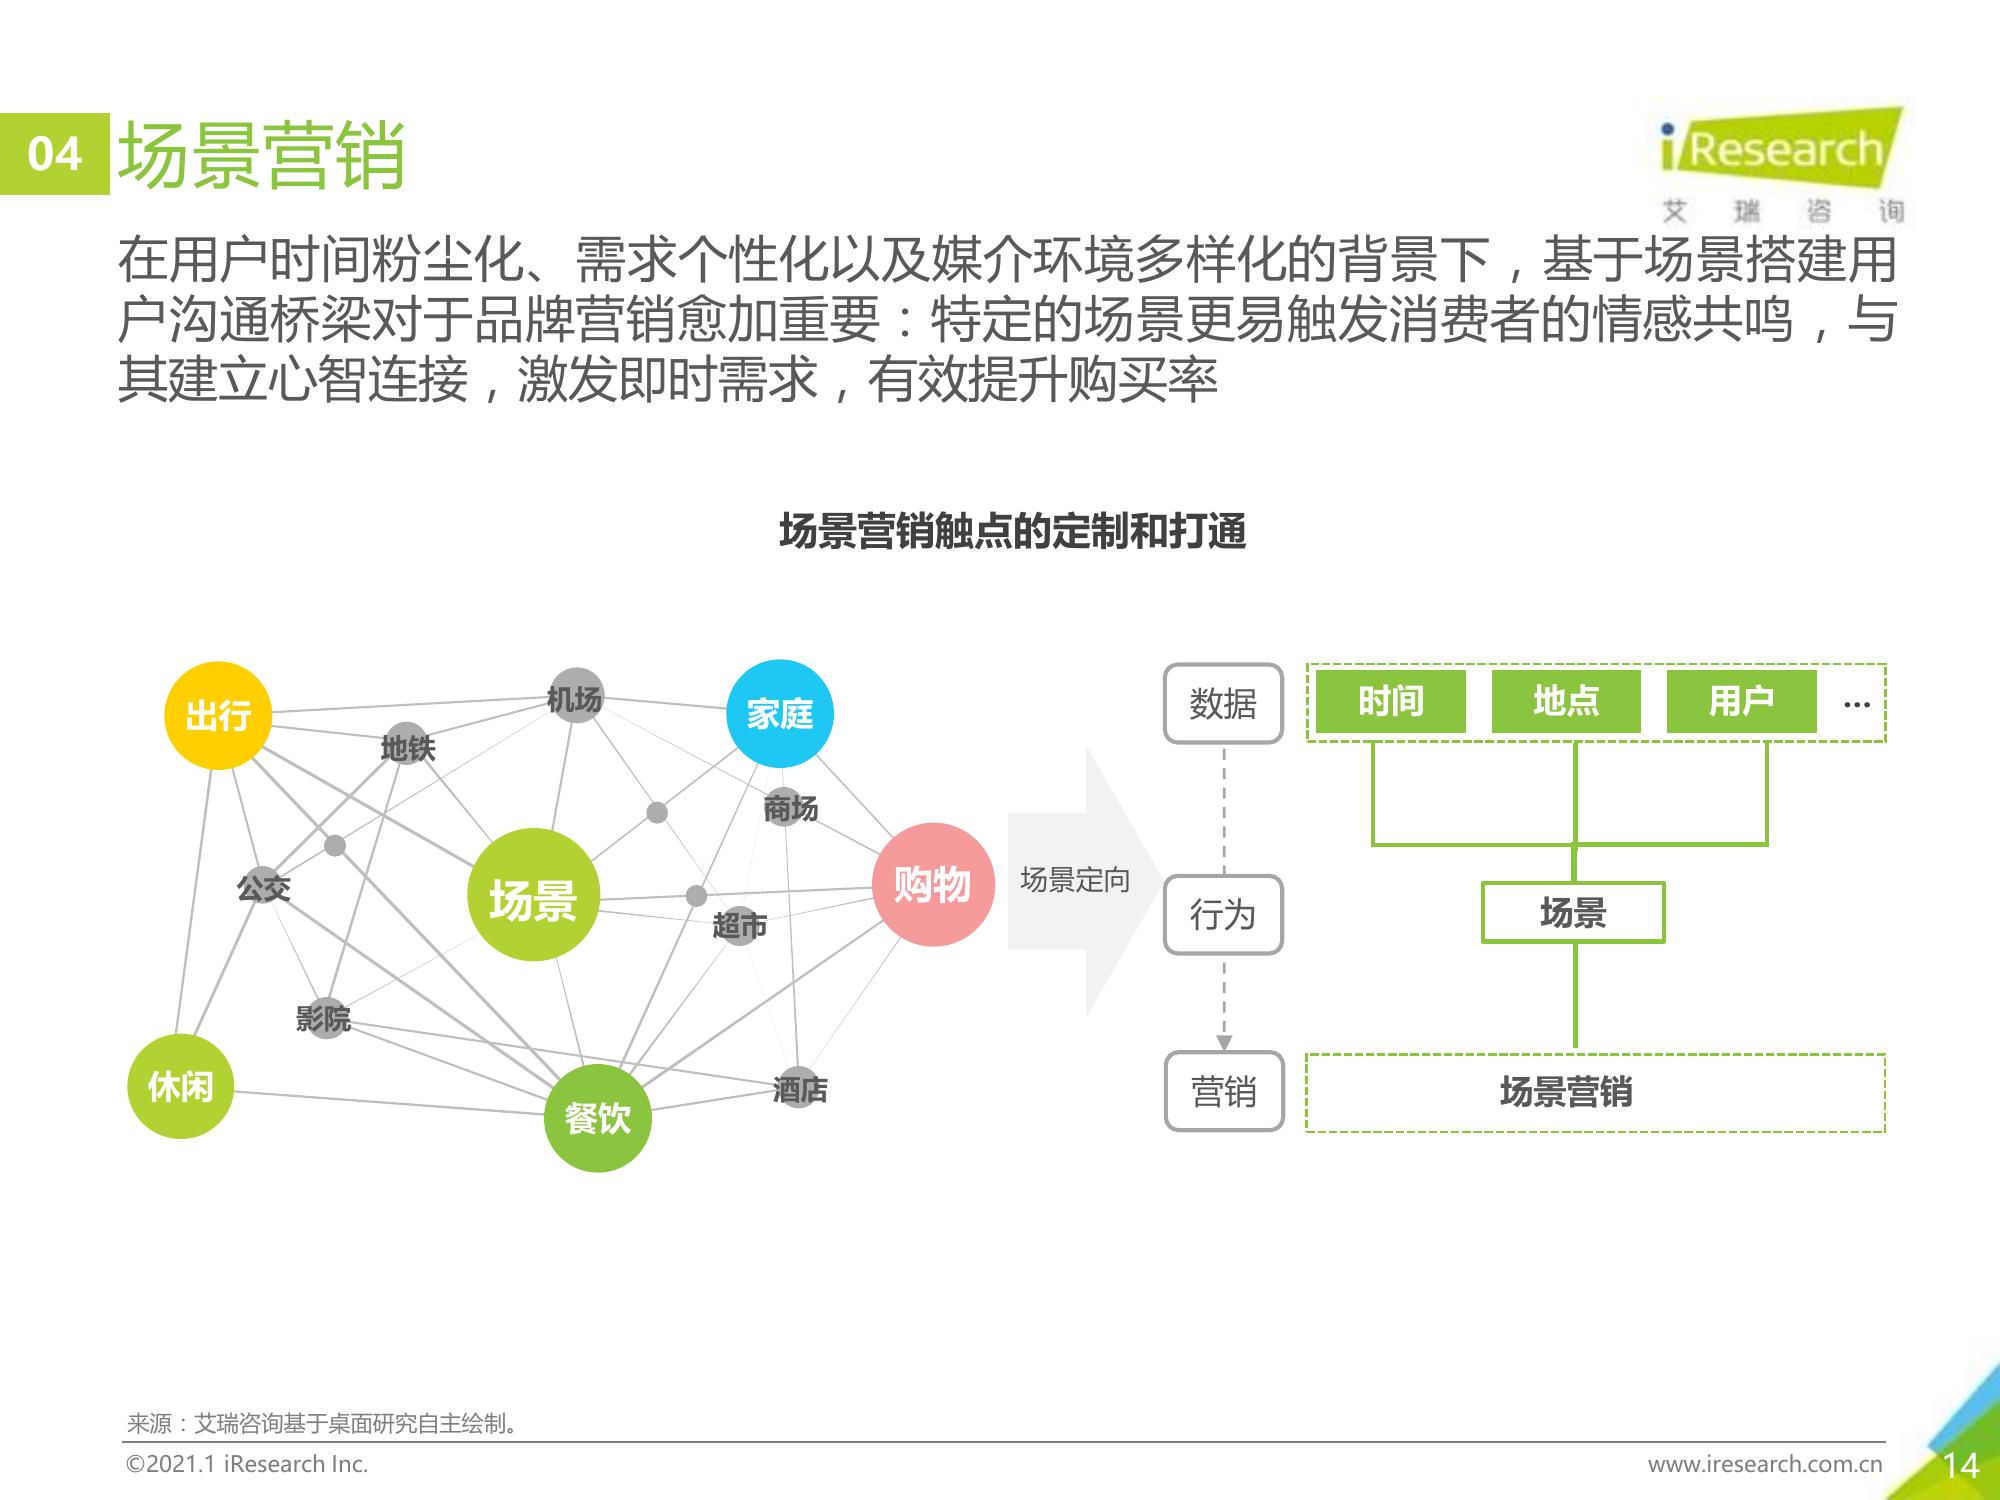 04 场景营销
iResearch
艾瑞咨询
在用户时间粉尘化、需求个性化以及媒介环境多样化的背景下，基于场景搭建用
户沟通桥梁对于品牌营销愈加重要：特定的场景更易触发消费者的情感共鸣，与
其建立心智连接，激发即时需求，有效提升购买率
场景营销触点的定制和打通
出行
机场
家庭
地铁
商场
公交
场景
购物
超市
影院
休闲
餐饮
酒店
场景定向
数据
行为
营销
时间 地点 用户 ...
场景
场景营销
来源：艾瑞咨询基于桌面研究自主绘制。
©2021.1 iResearch Inc.
www.iresearch.com.cn
14